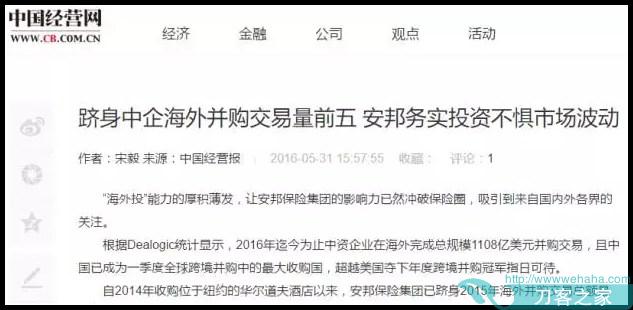 中国经营网
WWW.CB.COM.CN
经济 金融 公司 观点 活动
跻身中企海外并购交易量前五 安邦务实投资不惧市场波动
作者：宋毅 来源：中国经营报 2016-05-31 15:57:55 收藏： 评论：1
“海外投”能力的厚积薄发，让安邦保险集团的影响力已然冲破保险圈，吸引到来自国内外各界的
关注。
根据Dealogic统计显示，2016年迄今为止中资企业在海外完成总规模1108亿美元并购交易，且中
国已成为一季度全球跨境并购中的最大收购国，超越美国夺下年度跨境并购冠军指日可待。
自2014年收购位于纽约的华尔道夫酒店以来，安邦保险集团已跻身2015年海外并购交易总额
http://wwwwehaha.com
刀客之家